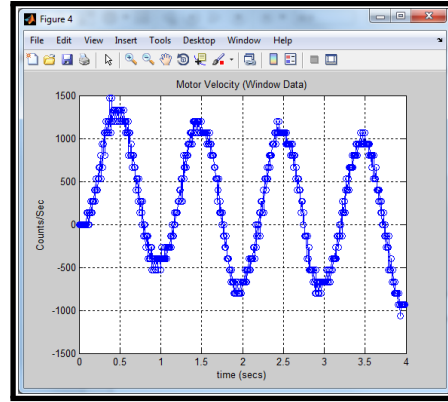 Figure 4
File Edit View Insert Tools Desktop Window Help
Motor Velocity (Window Data)
1500
1000
500
0
-500
-1000
-1500
Counts/Sec
0 0.5 1 1.5 2 2.5 3 3.5 4
time (secs)